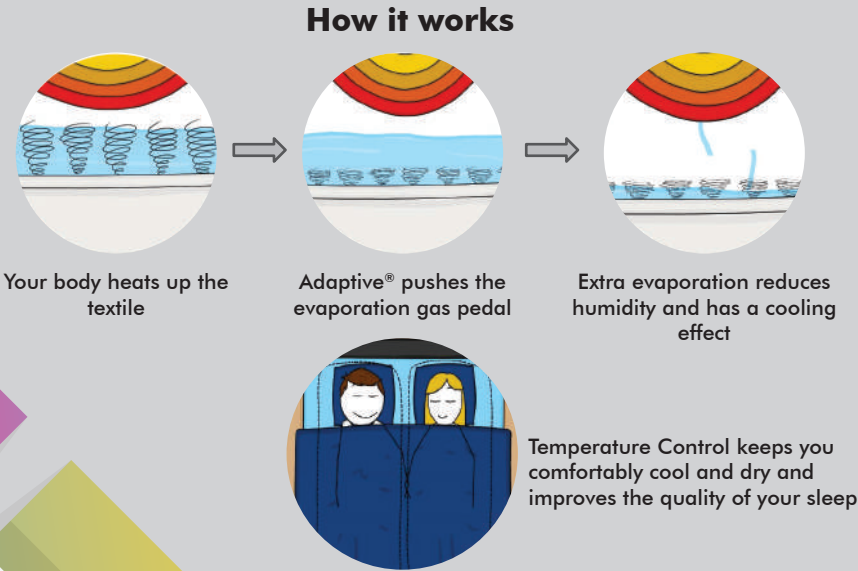 How it works
Your body heats up the
textile
Adaptive® pushes the
evaporation gas pedal
Extra evaporation reduces
humidity and has a cooling
effect
Temperature Control keeps you
comfortably cool and dry and
improves the quality of your sleep